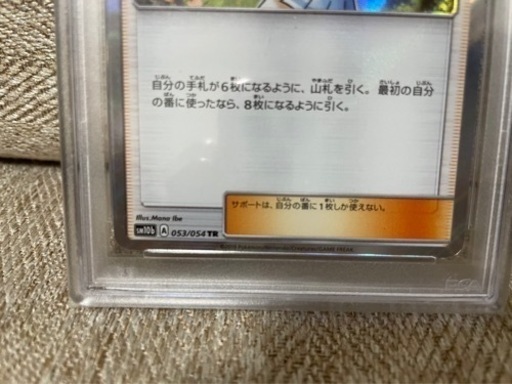 自分の手札が6枚になるように、山札を引く。最初の自分
の番に使ったなら、8枚になるように引く。
サポートは、自分の番に1枚しか使えない。
Illus.Mana Ibe
sm10b A 053/054 TR